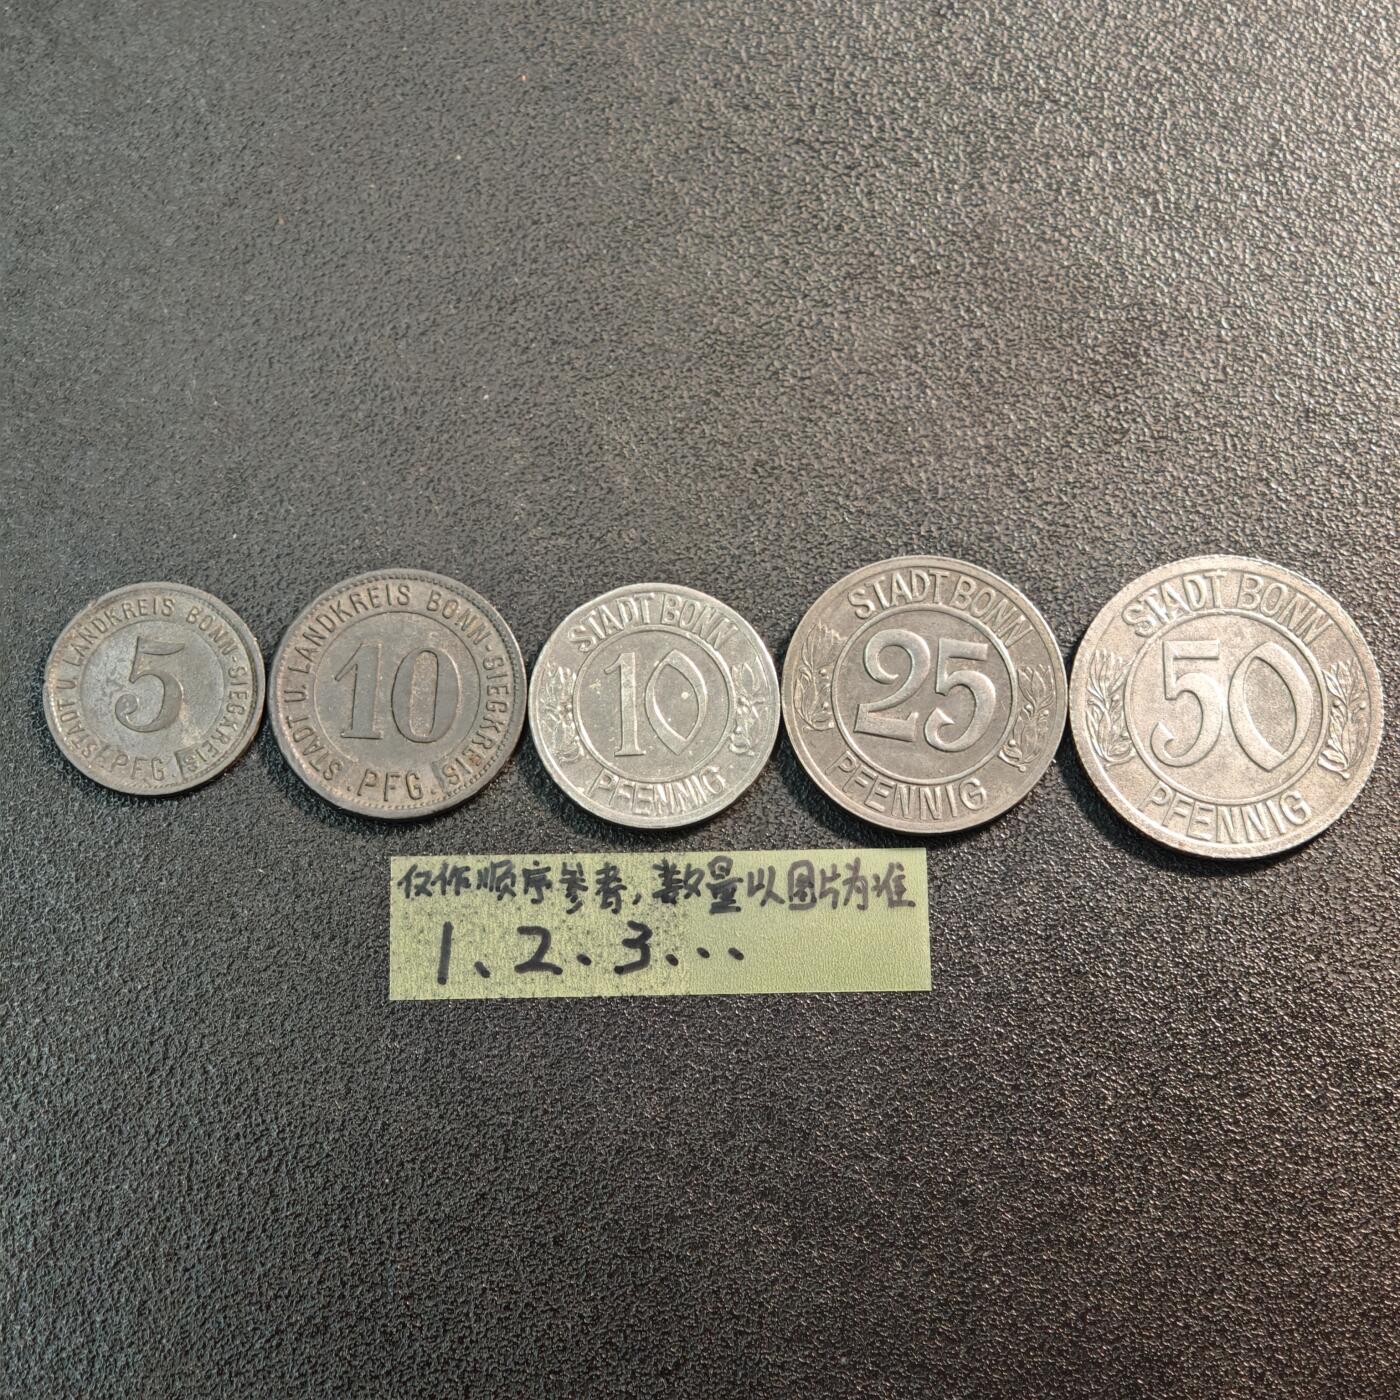 STADT U. LANDKREIS BONN-SIEGKREIS
5
PFG.
STADT U. LANDKREIS BONN-SIEGKREIS
10
PFG.
STADT BONN
10
PFENNIG
STADT BONN
25
PFENNIG
STADT BONN
50
PFENNIG
仅作顺序参考,数量以图片为准
1、2、3...